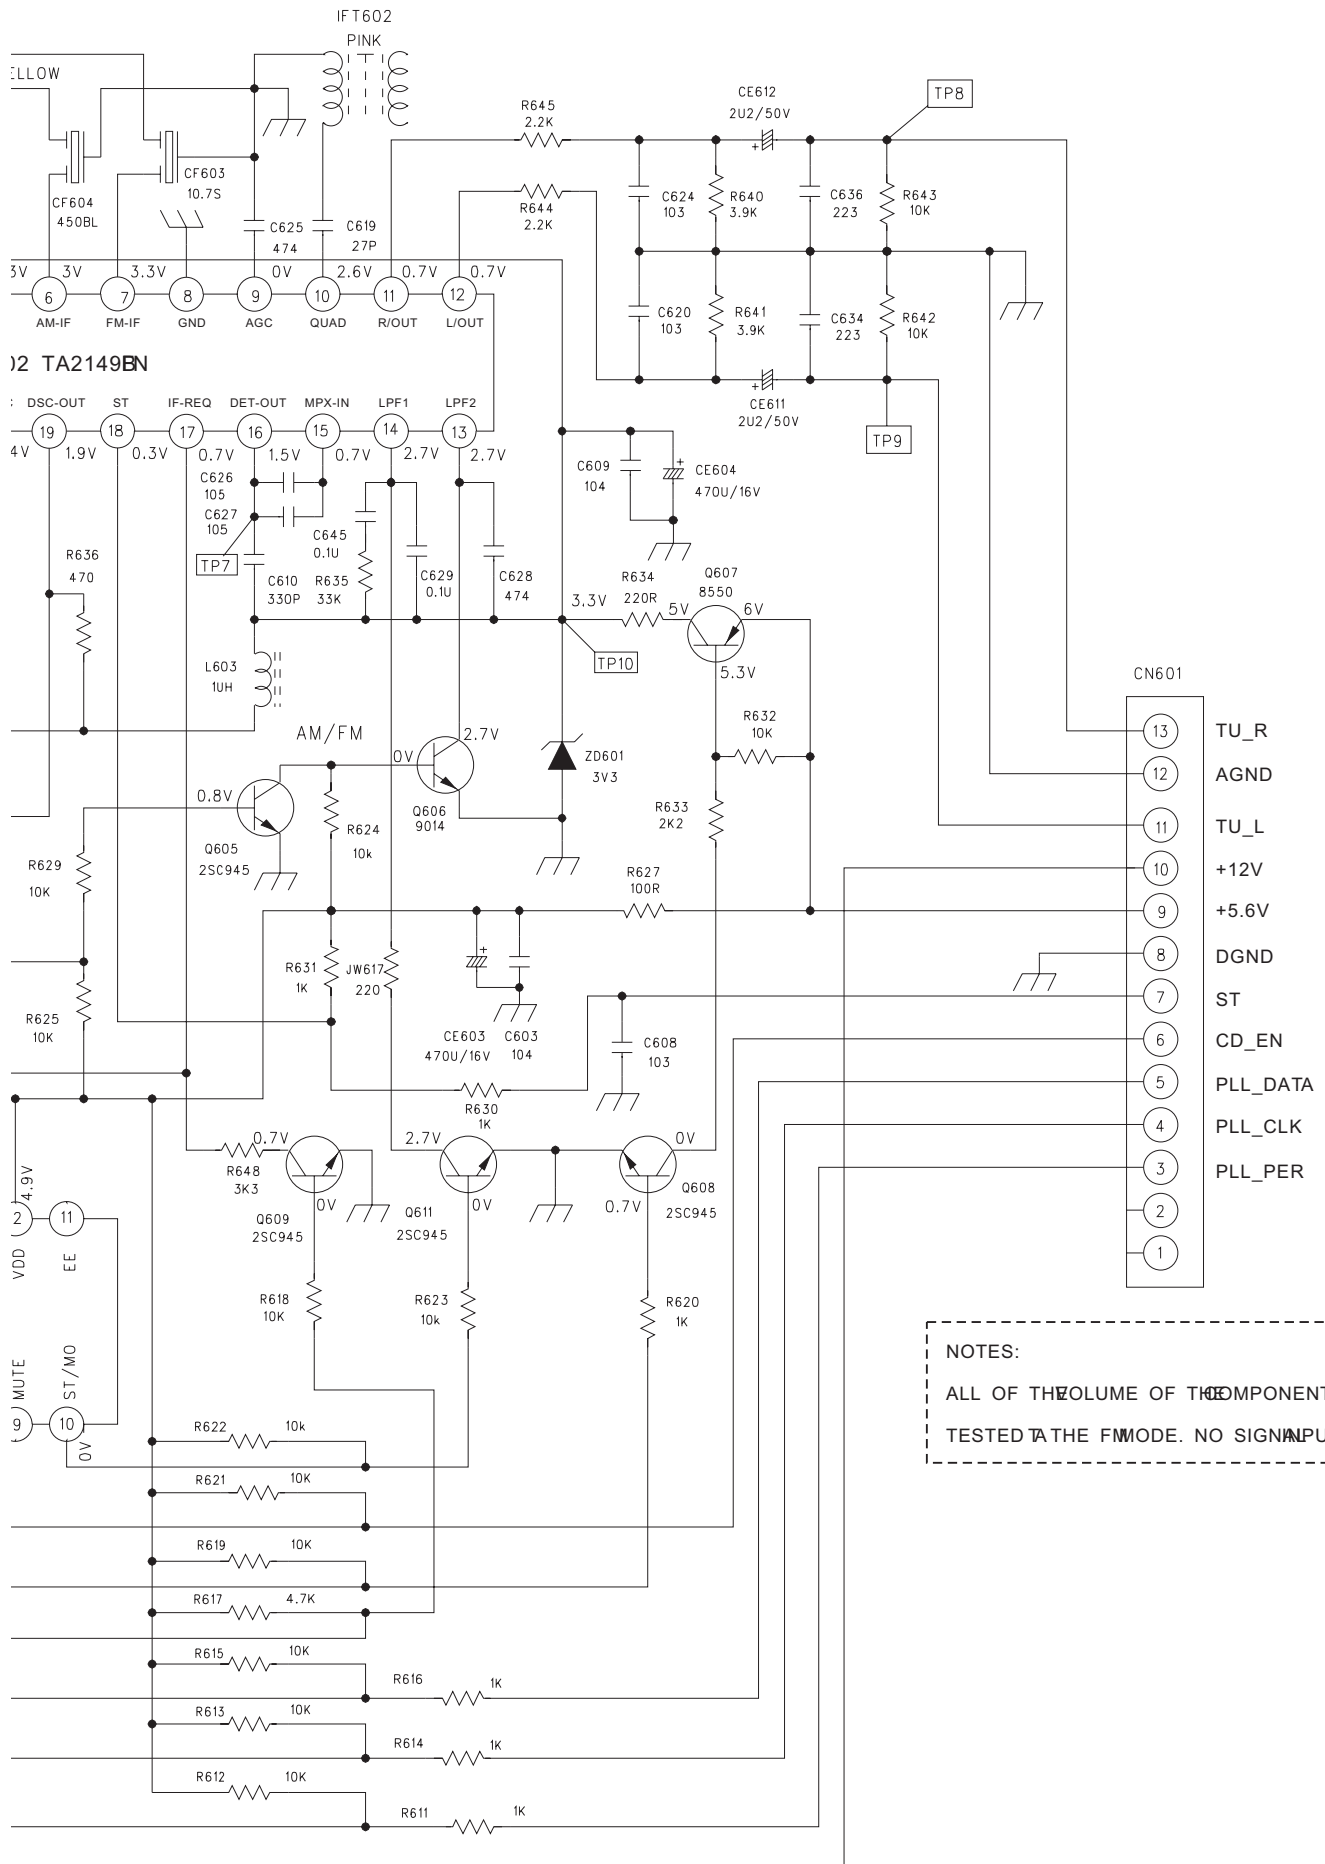 IFT602
PINK
ELLOW
CF604
450BL
CF603
10.7S
C625
474
C619
27P
R645
2.2K
R644
2.2K
CE612
2U2/50V
+
TP8
C624
103
R640
3.9K
C636
223
R643
10K
C620
103
R641
3.9K
C634
223
R642
10K
+
CE611
2U2/50V
TP9
3V 3V 3.3V 0V 2.6V 0.7V 0.7V
6 7 8 9 10 11 12
AM-IF FM-IF GND AGC QUAD R/OUT L/OUT
02 TA2149BN
DSC-OUT ST IF-REQ DET-OUT MPX-IN LPF1 LPF2
19 18 17 16 15 14 13
4V 1.9V 0.3V 0.7V 1.5V 0.7V 2.7V 2.7V
C626
105
C627
105
TP7
C610
330P
C645
0.1U
R635
33K
C629
0.1U
C628
474
C609
104
+
CE604
470U/16V
R636
470
L603
1UH
3.3V
TP10
R634
220R
Q607
8550
5V 6V
5.3V
AM/FM
0V 2.7V
Q606
9014
ZD601
3V3
R632
10K
R633
2K2
0.8V
Q605
2SC945
R624
10k
R629
10K
R627
100R
R631
1K
JW617
220
+
CE603
470U/16V
C603
104
R625
10K
C608
103
R630
1K
CN601
13 TU_R
12 AGND
11 TU_L
10 +12V
9 +5.6V
8 DGND
7 ST
6 CD_EN
5 PLL_DATA
4 PLL_CLK
3 PLL_PER
2
1
R648
3K3
0.7V
0V
Q609
2SC945
2.7V
0V
Q611
2SC945
0V
0.7V
Q608
2SC945
4.9V
2 11
VDD EE
MUTE ST/MO
9 10
0V
R618
10K
R623
10k
R620
1K
R622 10k
R621 10K
R619 10K
R617 4.7K
R615 10K
R616 1K
R613 10K
R614 1K
R612 10K
R611 1K
NOTES:
ALL OF THEVOLUME OF THECOMPONENT
TESTED AT THE FMMODE. NO SIGNALINPU